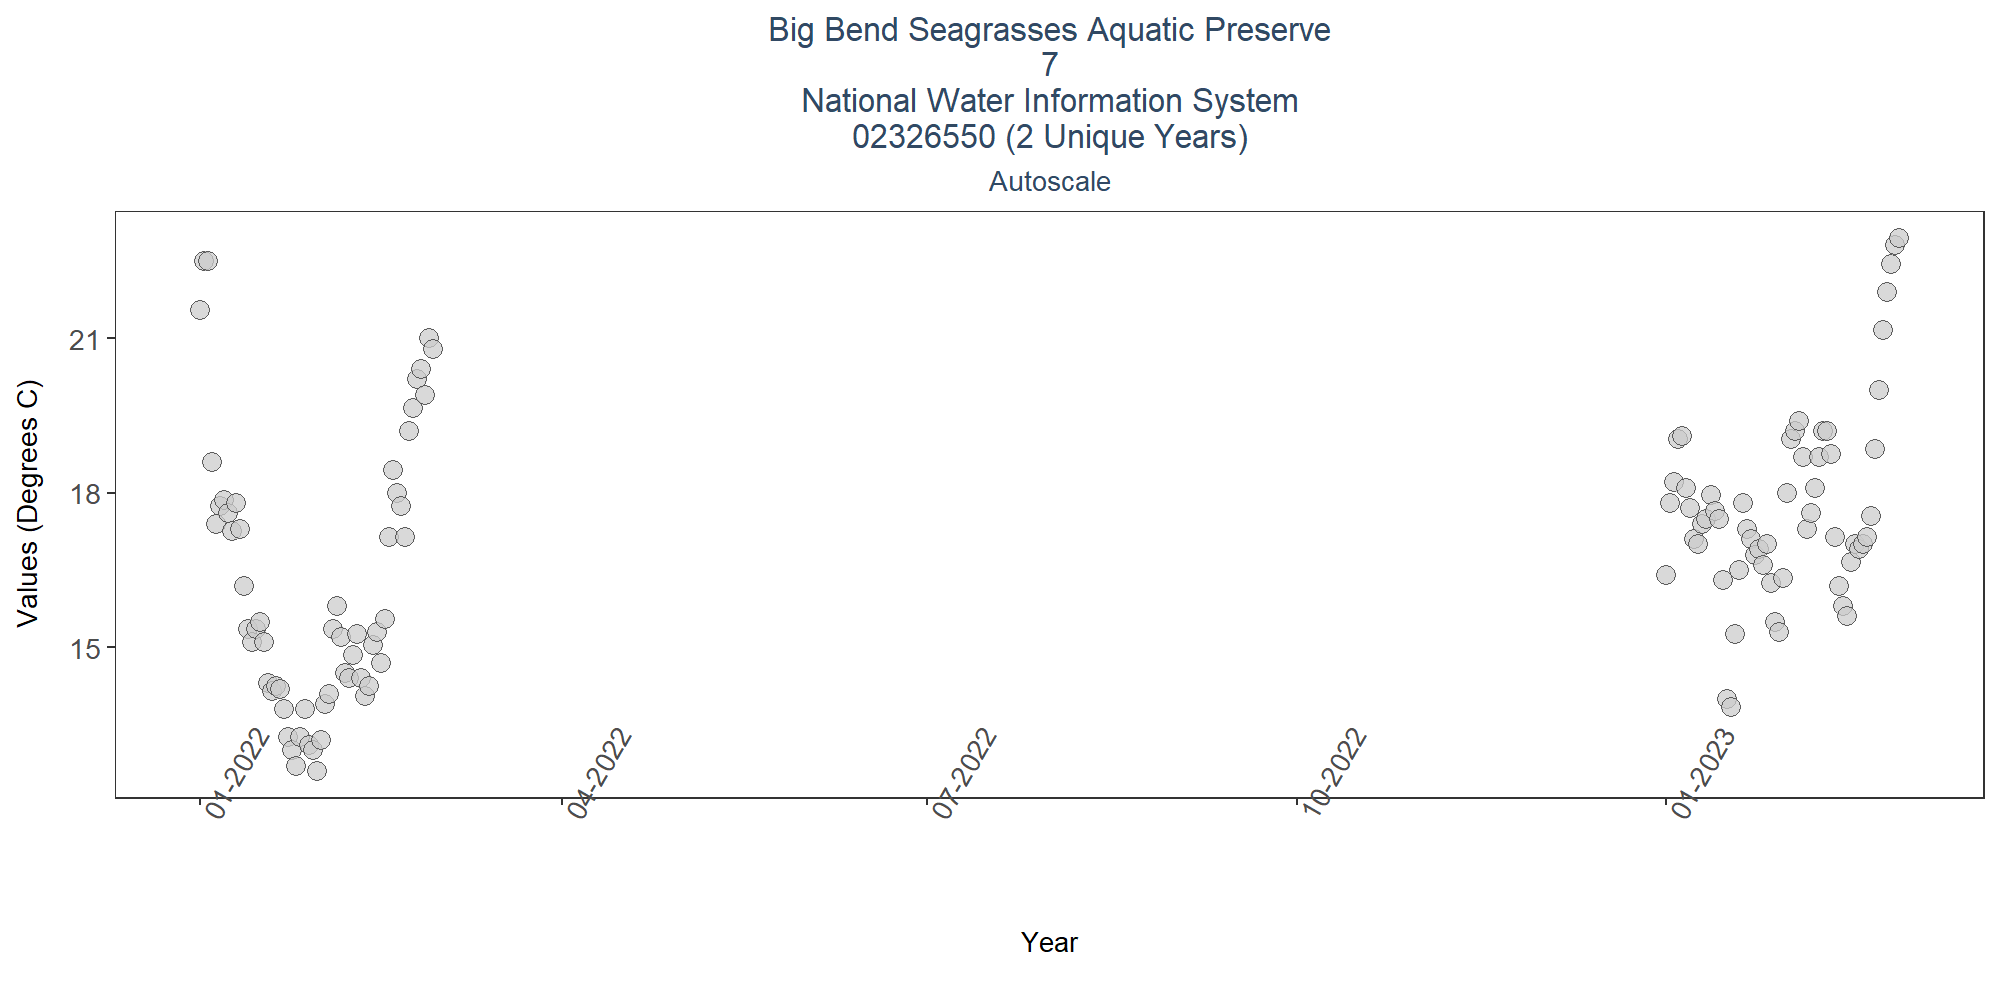 Big Bend Seagrasses Aquatic Preserve
7
National Water Information System
02326550 (2 Unique Years)
Autoscale
Values (Degrees C)
21
18
15
01-2022
04-2022
07-2022
10-2022
01-2023
Year